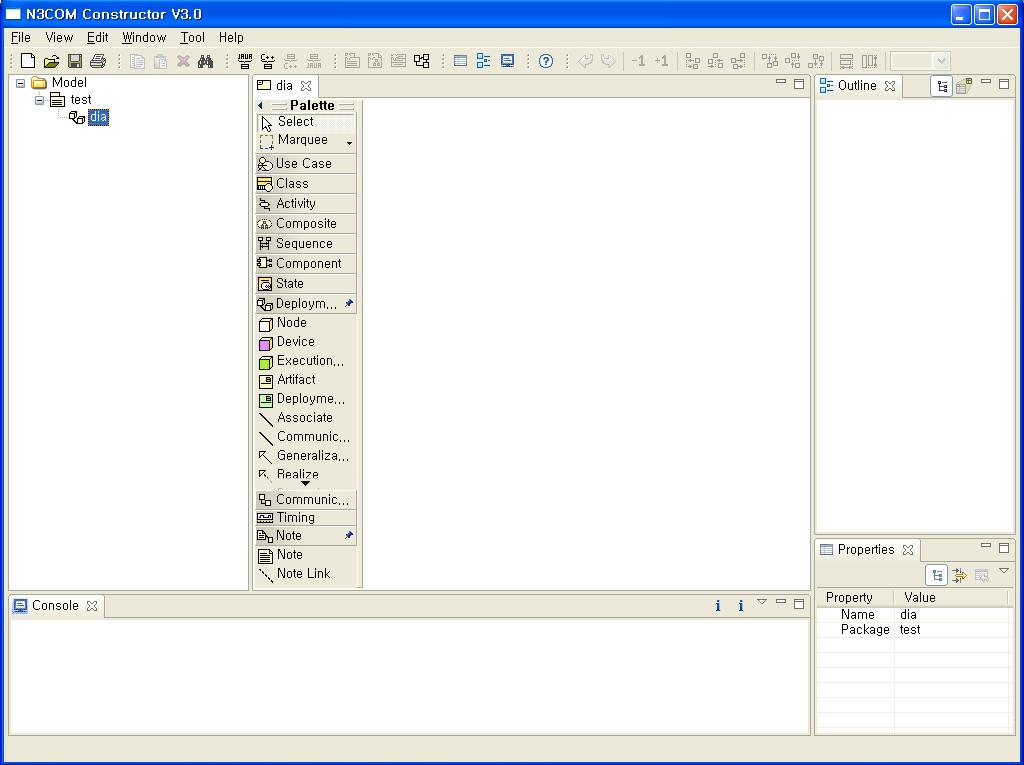 N3COM Constructor V3.0
File View Edit Window Tool Help
-1 +1
Model
test
dia
dia
Palette
Select
Marquee
Use Case
Class
Activity
Composite
Sequence
Component
State
Deploym...
Node
Device
Execution...
Artifact
Deployme...
Associate
Communic...
Generaliza...
Realize
Communic...
Timing
Note
Note
Note Link
Outline
Console
Properties
Property Value
Name dia
Package test